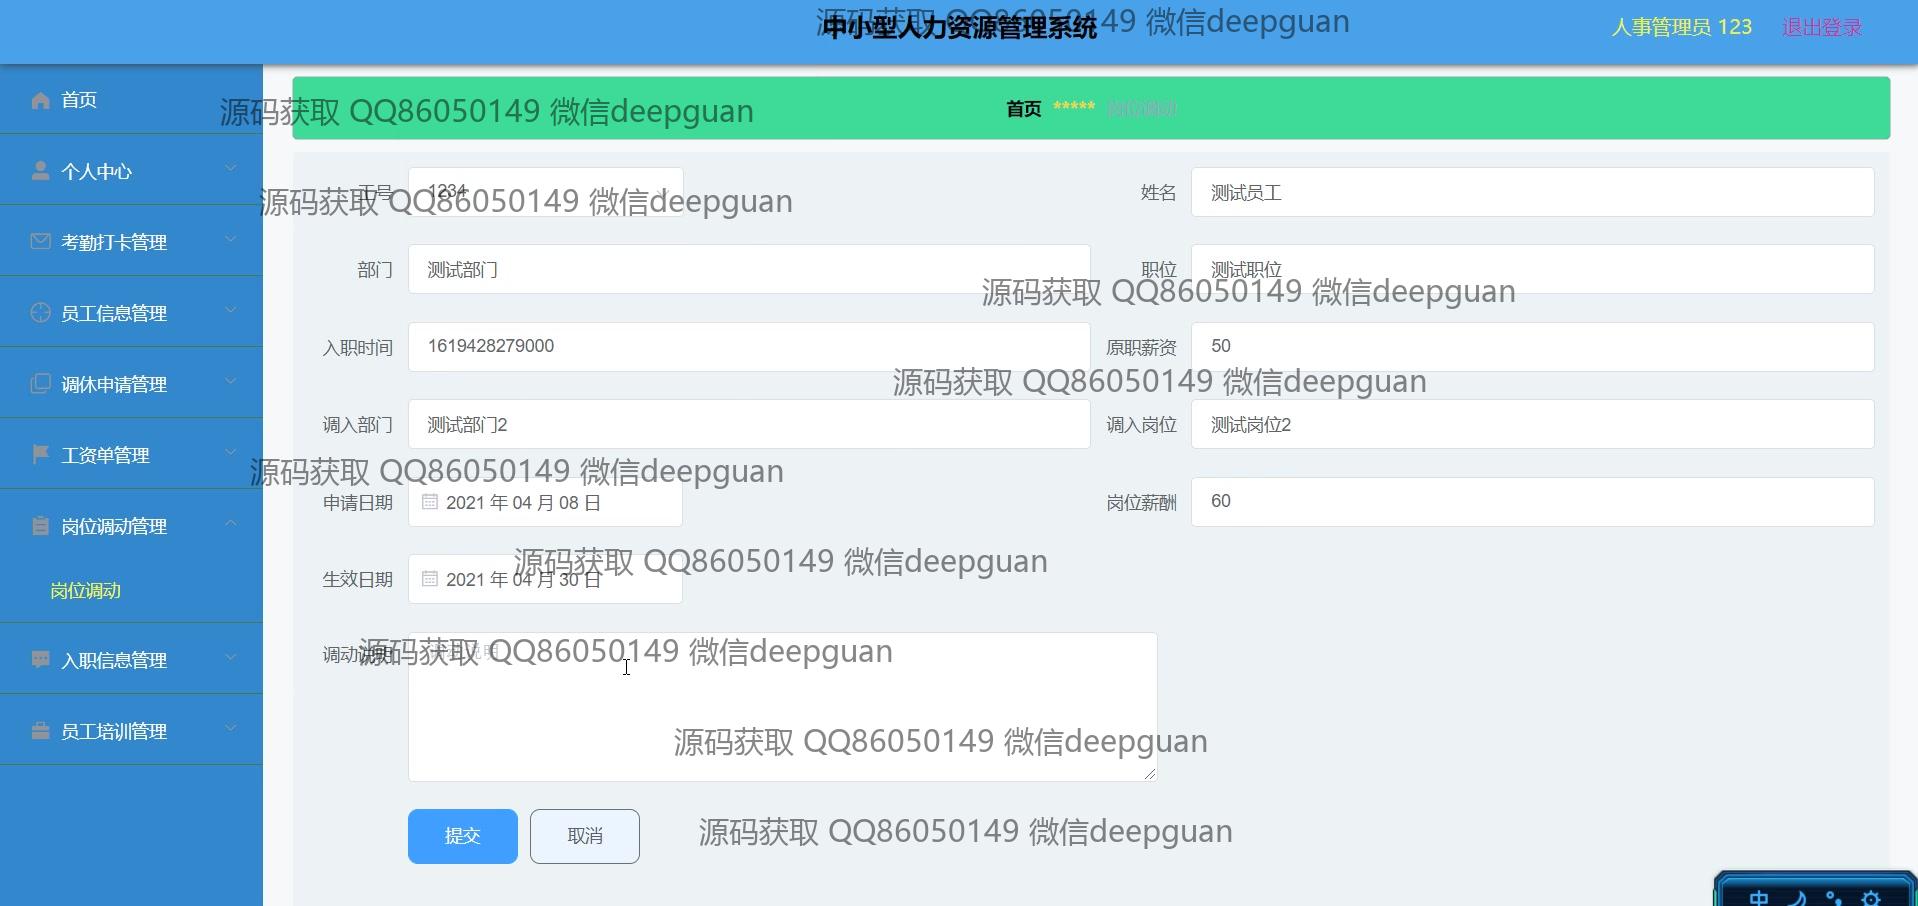 中小型人力资源管理系统
源码获取 QQ86050149 微信deepguan
人事管理员 123
退出登录
首页
个人中心
考勤打卡管理
员工信息管理
调休申请管理
工资单管理
岗位调动管理
岗位调动
入职信息管理
员工培训管理
源码获取 QQ86050149 微信deepguan
首页 ***** 岗位调动
工号 1234
姓名 测试员工
源码获取 QQ86050149 微信deepguan
部门 测试部门
职位 测试职位
源码获取 QQ86050149 微信deepguan
入职时间 1619428279000
原职薪资 50
源码获取 QQ86050149 微信deepguan
调入部门 测试部门2
调入岗位 测试岗位2
源码获取 QQ86050149 微信deepguan
申请日期 2021 年 04 月 08 日
岗位薪酬 60
源码获取 QQ86050149 微信deepguan
生效日期 2021 年 04 月 30 日
调动说明
源码获取 QQ86050149 微信deepguan
源码获取 QQ86050149 微信deepguan
提交
取消
源码获取 QQ86050149 微信deepguan
中